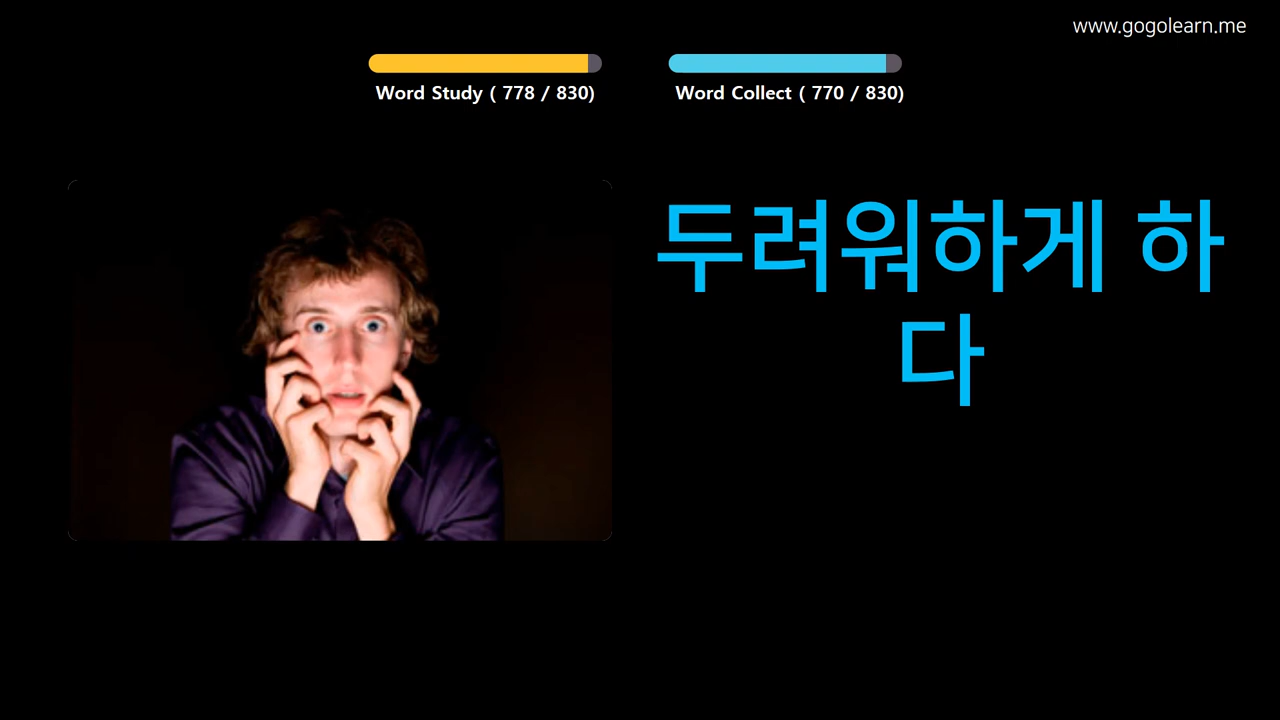 www.gogolearn.me
Word Study ( 778 / 830)
Word Collect ( 770 / 830)
두려워하게 하
다